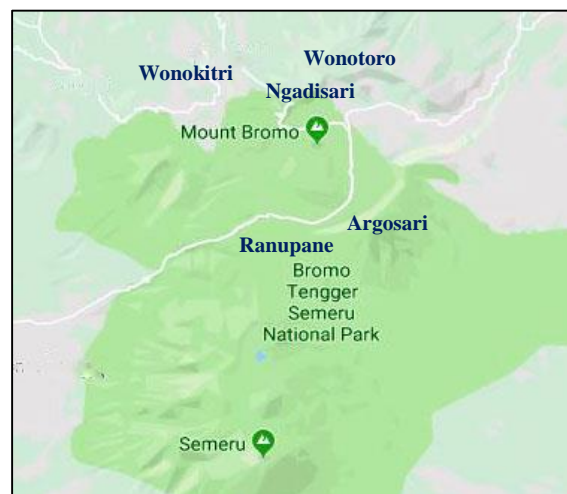 Wonotoro
Wonokitri
Ngadisari
Mount Bromo
Argosari
Ranupane
Bromo
Tengger
Semeru
National Park
Semeru